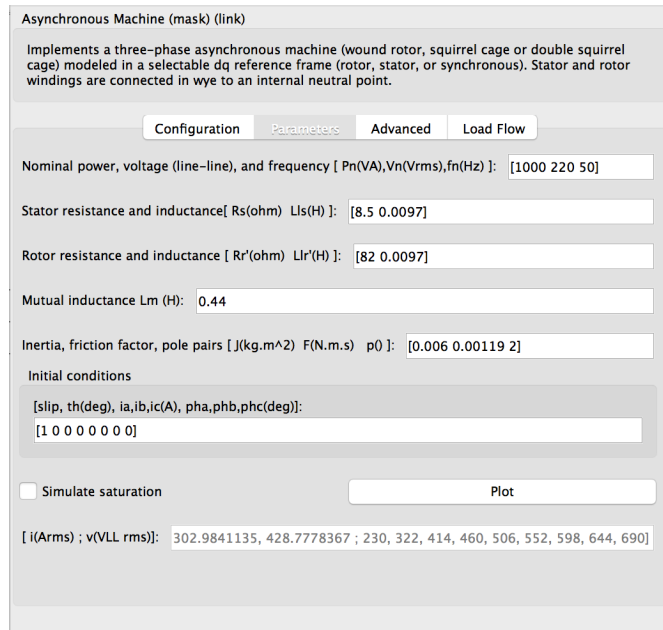 Asynchronous Machine (mask) (link)
Implements a three-phase asynchronous machine (wound rotor, squirrel cage or double squirrel
cage) modeled in a selectable dq reference frame (rotor, stator, or synchronous). Stator and rotor
windings are connected in wye to an internal neutral point.
Configuration Parameters Advanced Load Flow
Nominal power, voltage (line-line), and frequency [ Pn(VA),Vn(Vrms),fn(Hz) ]: [1000 220 50]
Stator resistance and inductance[ Rs(ohm) Lls(H) ]: [8.5 0.0097]
Rotor resistance and inductance [ Rr'(ohm) Llr'(H) ]: [82 0.0097]
Mutual inductance Lm (H): 0.44
Inertia, friction factor, pole pairs [ J(kg.m^2) F(N.m.s) p() ]: [0.006 0.00119 2]
Initial conditions
[slip, th(deg), ia,ib,ic(A), pha,phb,phc(deg)]:
[1 0 0 0 0 0 0 0]
Simulate saturation Plot
[ i(Arms) ; v(VLL rms)]: 302.9841135, 428.7778367 ; 230, 322, 414, 460, 506, 552, 598, 644, 690]